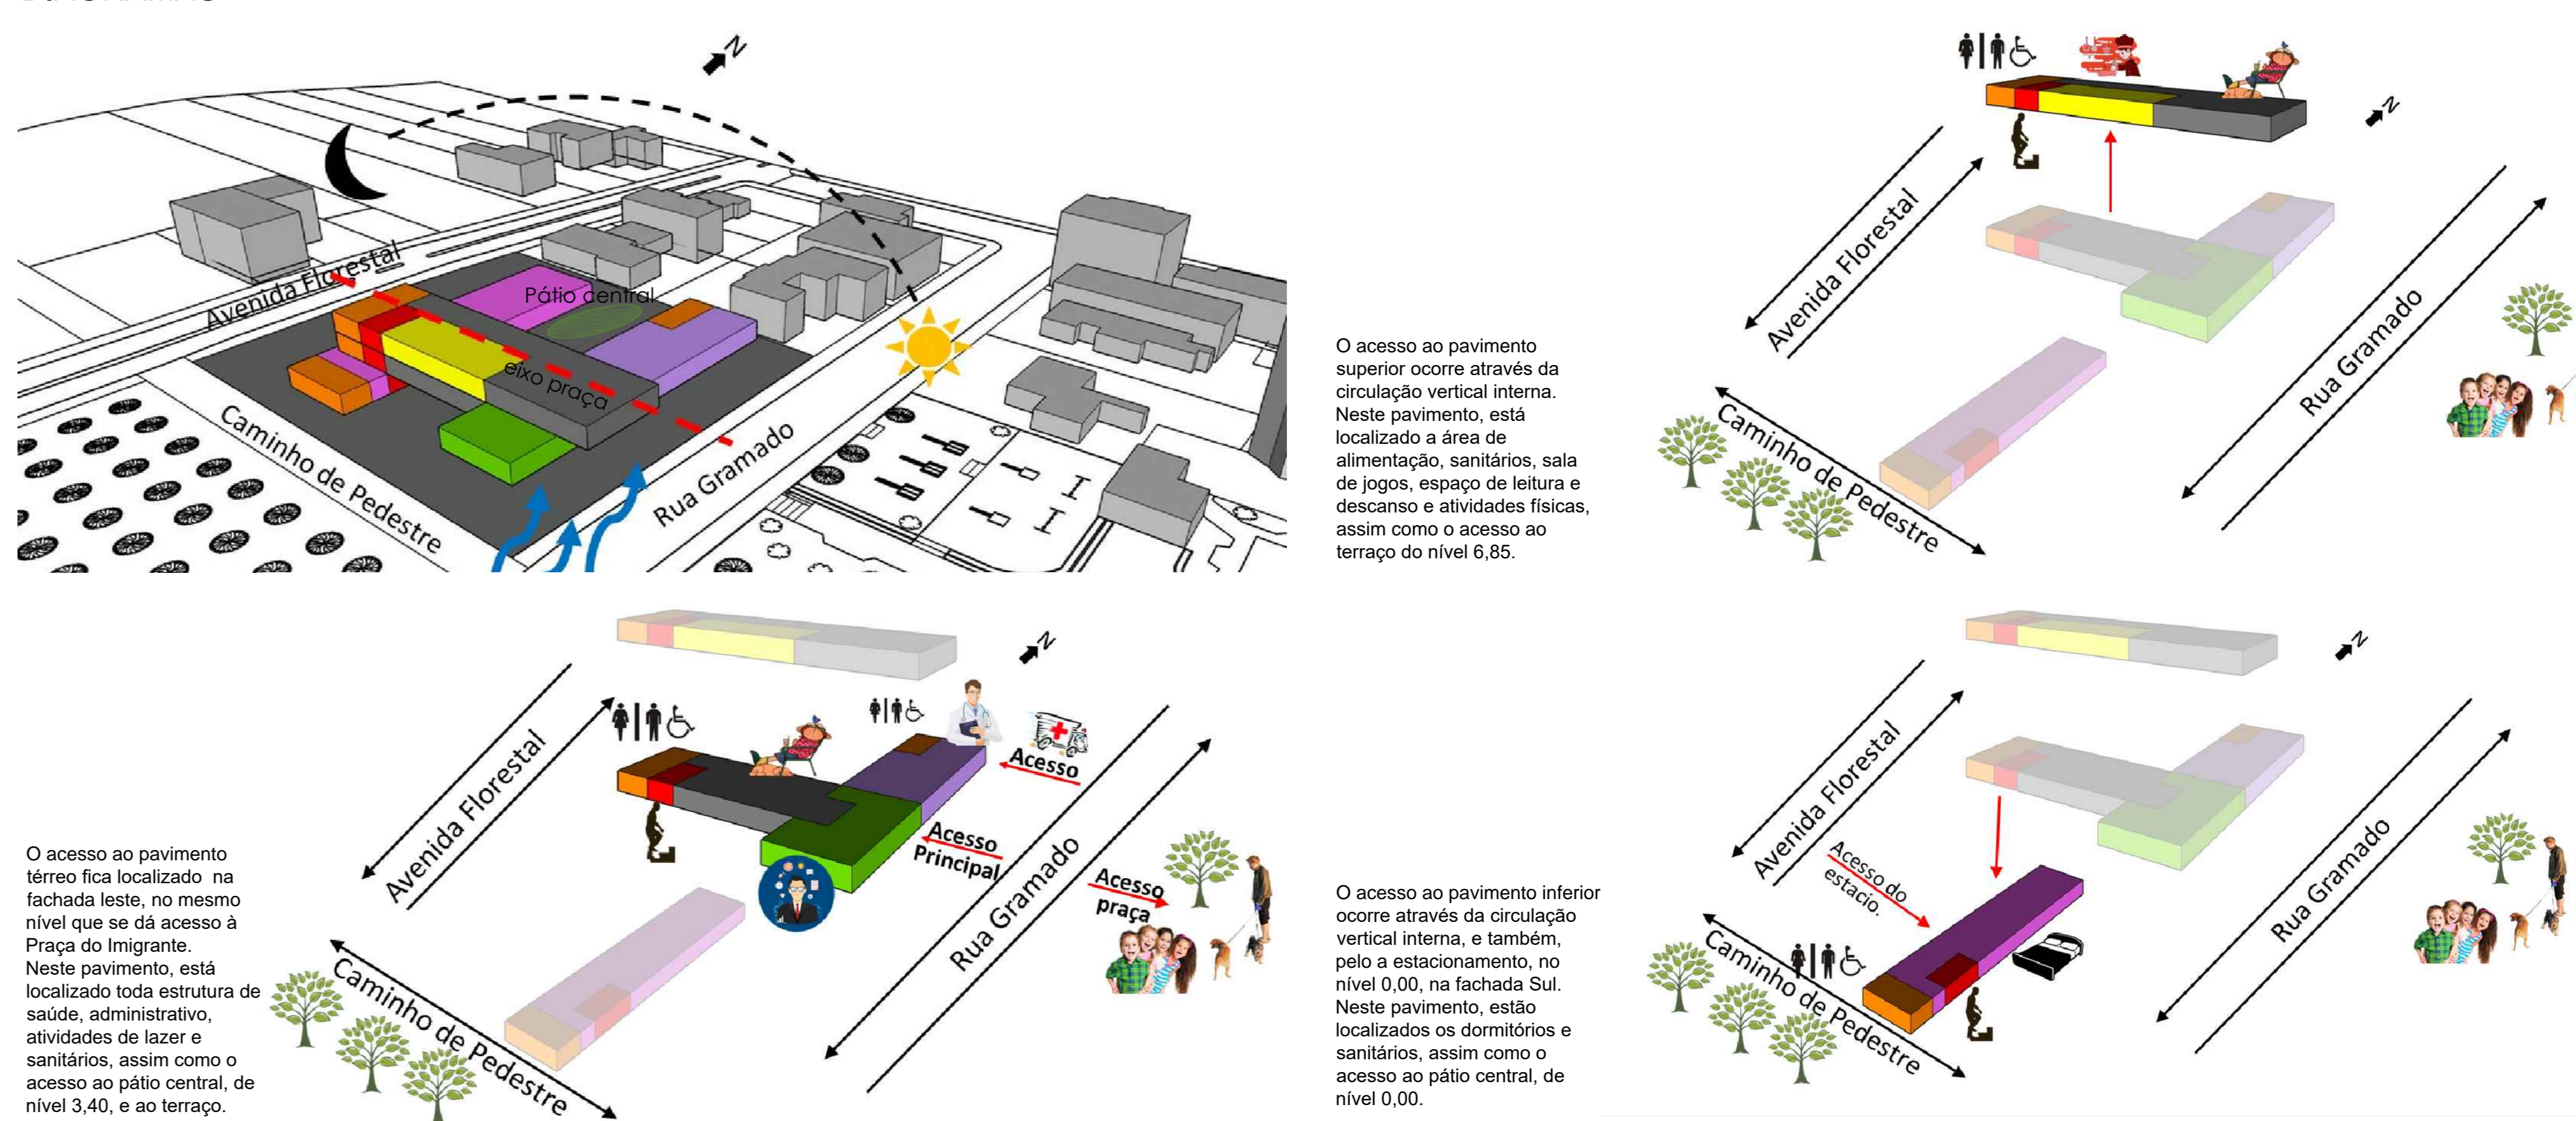 N
Avenida Florestal
Pátio central
eixo praça
Caminho de Pedestre
Rua Gramado
O acesso ao pavimento
superior ocorre através da
circulação vertical interna.
Neste pavimento, está
localizado a área de
alimentação, sanitários, sala
de jogos, espaço de leitura e
descanso e atividades físicas,
assim como o acesso ao
terraço do nível 6,85.
N
Avenida Florestal
Caminho de Pedestre
Rua Gramado
O acesso ao pavimento
térreo fica localizado na
fachada leste, no mesmo
nível que se dá acesso à
Praça do Imigrante.
Neste pavimento, está
localizado toda estrutura de
saúde, administrativo,
atividades de lazer e
sanitários, assim como o
acesso ao pátio central, de
nível 3,40, e ao terraço.
N
Avenida Florestal
Acesso
Acesso
Principal
Acesso
praça
Rua Gramado
Caminho de Pedestre
O acesso ao pavimento inferior
ocorre através da circulação
vertical interna, e também,
pelo a estacionamento, no
nível 0,00, na fachada Sul.
Neste pavimento, estão
localizados os dormitórios e
sanitários, assim como o
acesso ao pátio central, de
nível 0,00.
N
Avenida Florestal
Acesso do
estacio.
Caminho de Pedestre
Rua Gramado